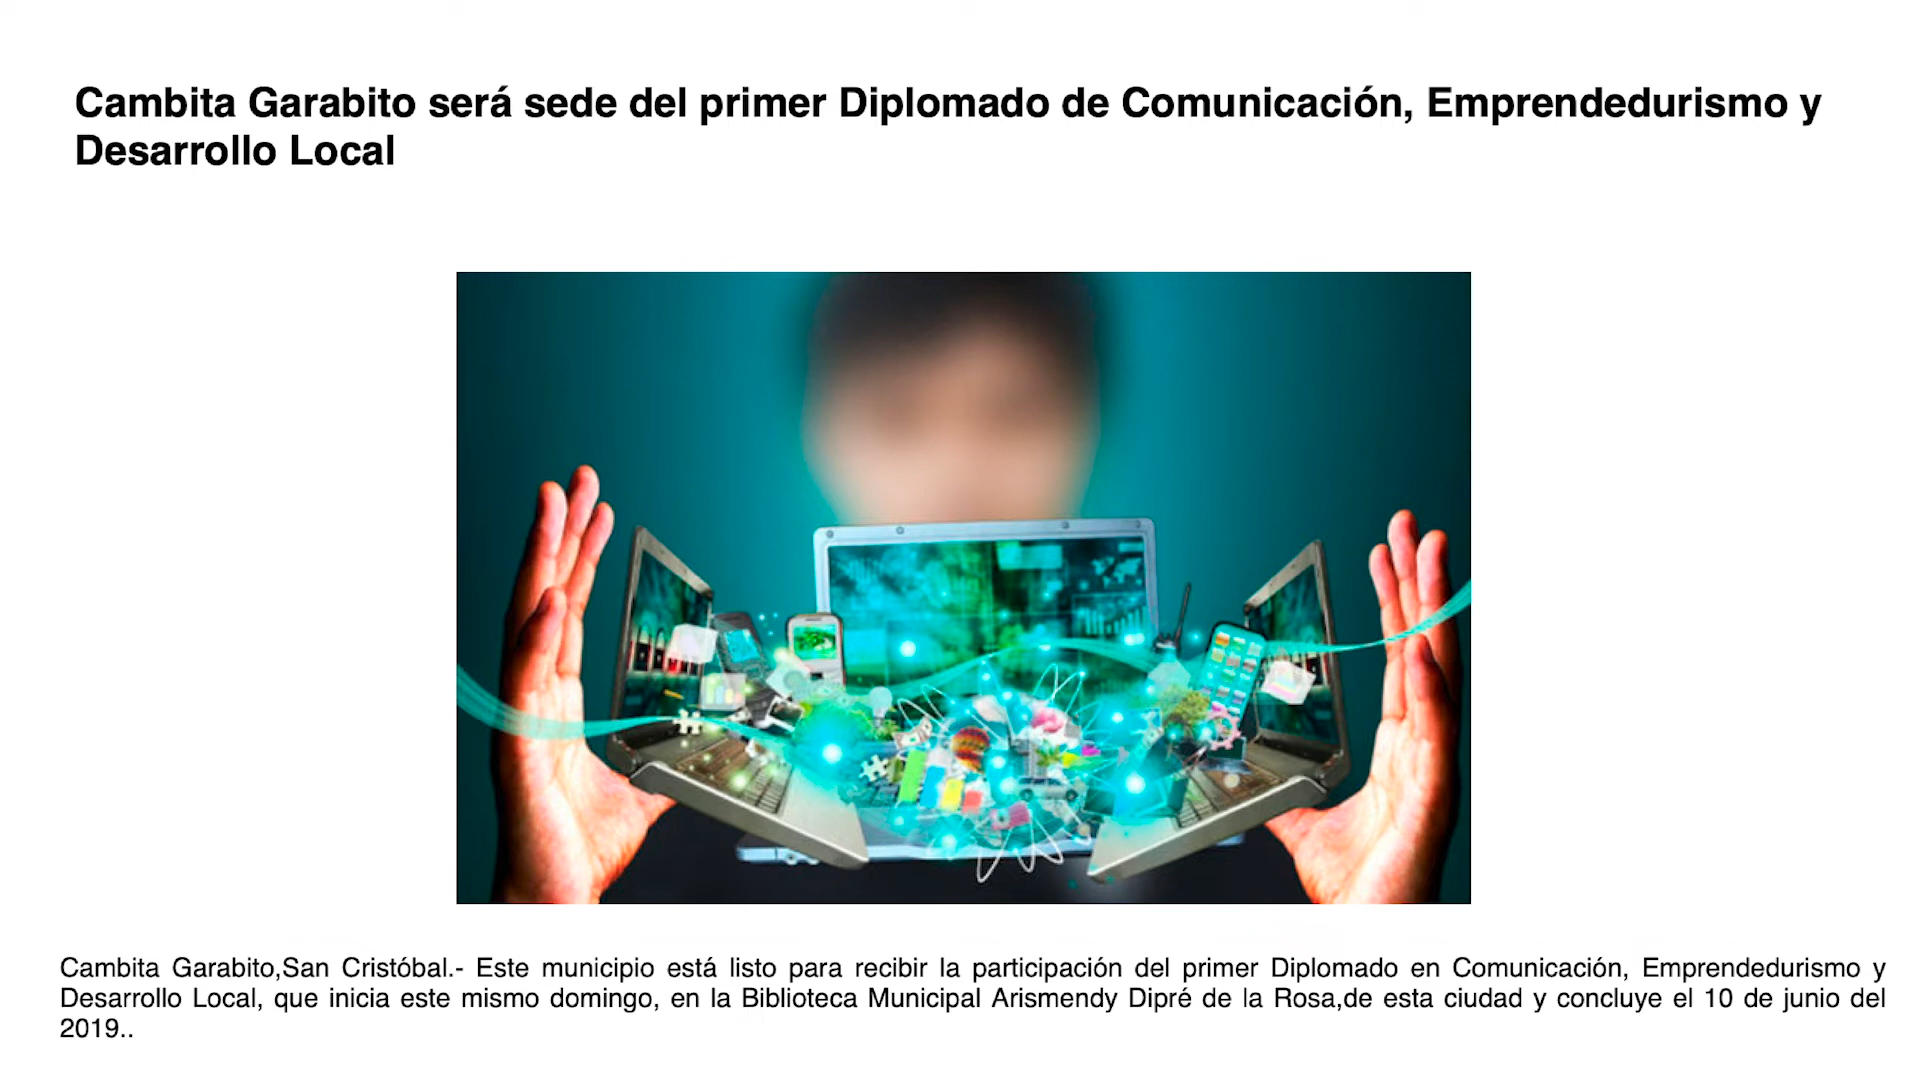 Cambita Garabito será sede del primer Diplomado de Comunicación, Emprendedurismo y
Desarrollo Local
Cambita Garabito,San Cristóbal.- Este municipio está listo para recibir la participación del primer Diplomado en Comunicación, Emprendedurismo y
Desarrollo Local, que inicia este mismo domingo, en la Biblioteca Municipal Arismendy Dipré de la Rosa,de esta ciudad y concluye el 10 de junio del
2019..